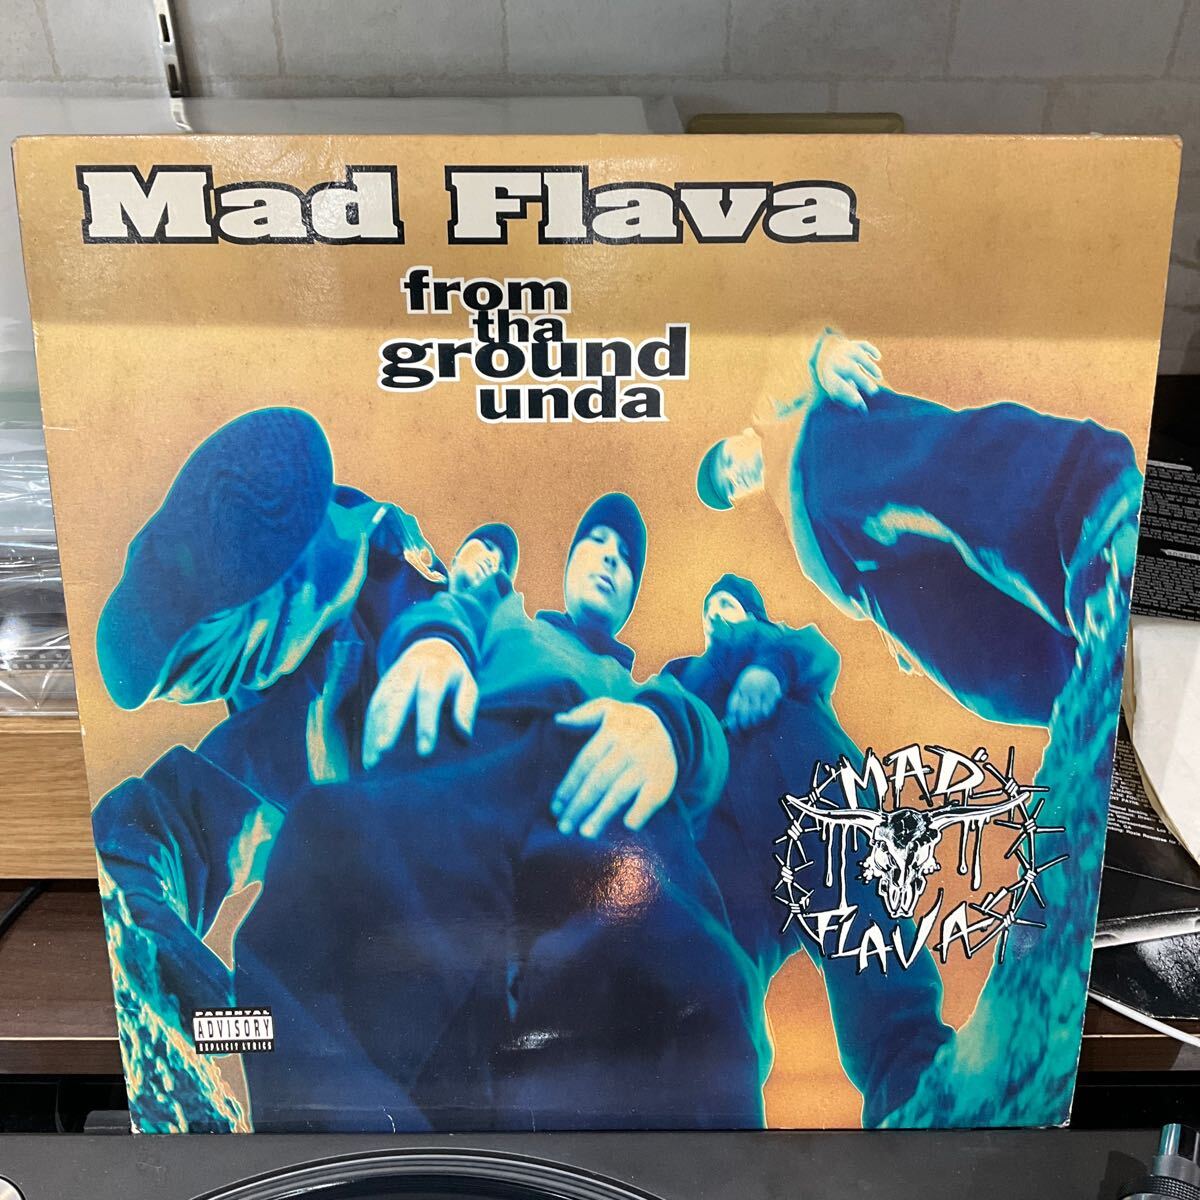 Mad Flava
from
tha
ground
unda
MAD
FLAVA
PARENTAL
ADVISORY
EXPLICIT LYRICS